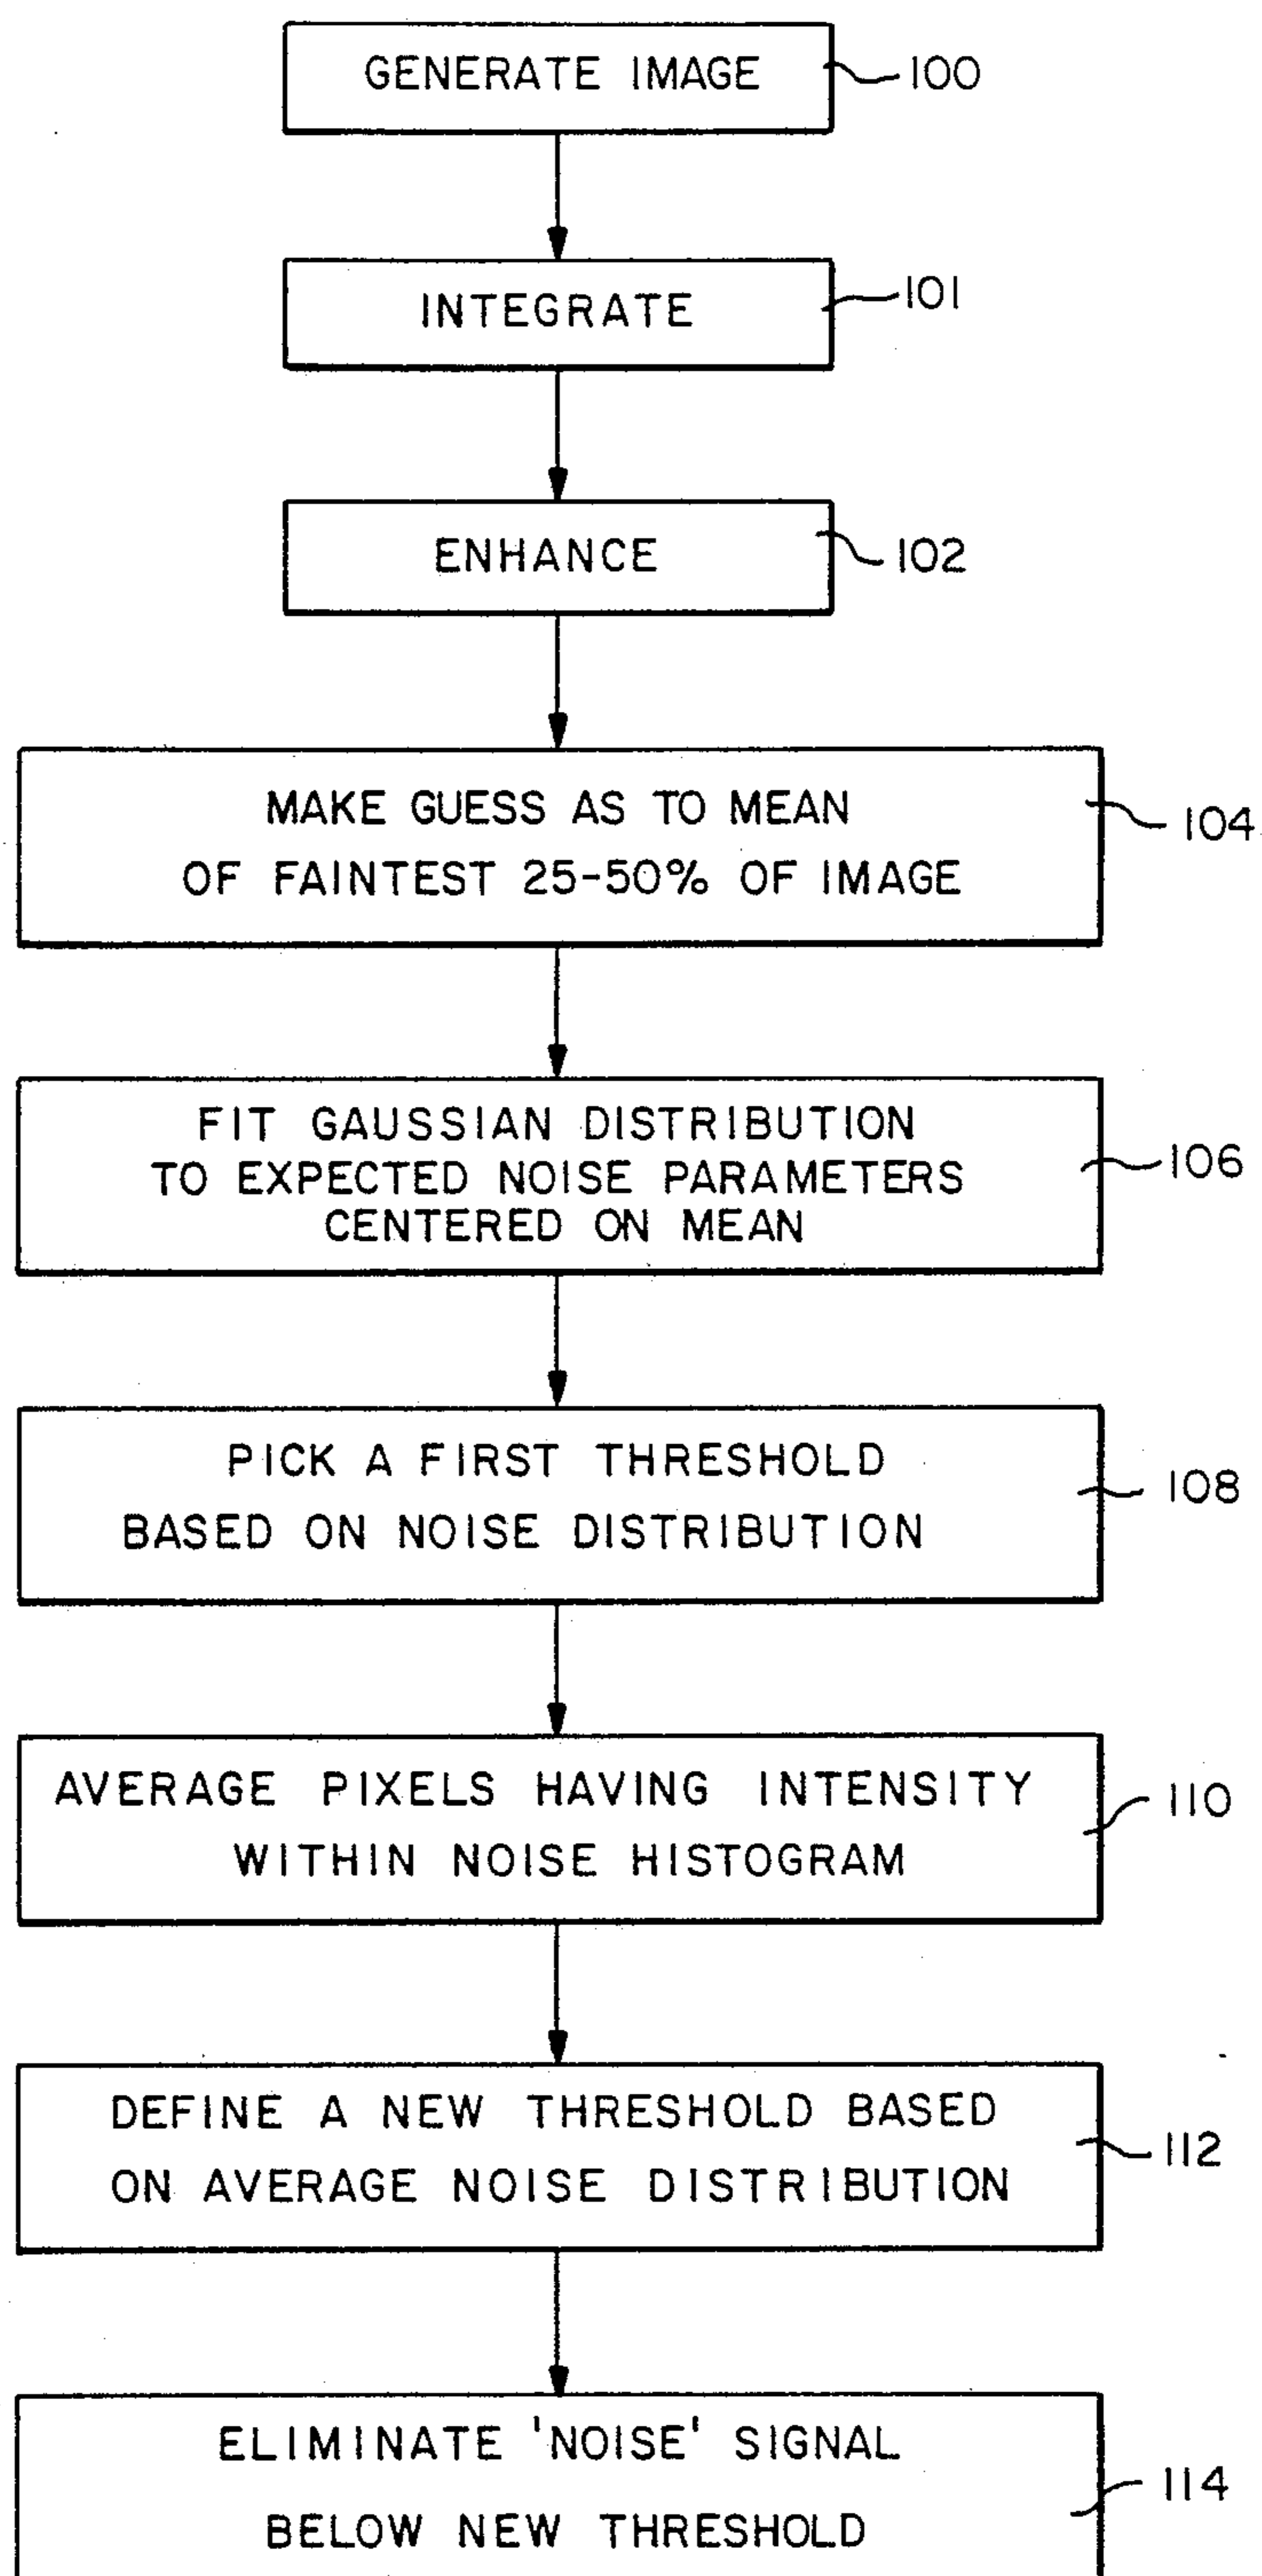 GENERATE IMAGE
100
INTEGRATE
101
ENHANCE
102
MAKE GUESS AS TO MEAN
OF FAINTEST 25-50% OF IMAGE
104
FIT GAUSSIAN DISTRIBUTION
TO EXPECTED NOISE PARAMETERS
CENTERED ON MEAN
106
PICK A FIRST THRESHOLD
BASED ON NOISE DISTRIBUTION
108
AVERAGE PIXELS HAVING INTENSITY
WITHIN NOISE HISTOGRAM
110
DEFINE A NEW THRESHOLD BASED
ON AVERAGE NOISE DISTRIBUTION
112
ELIMINATE 'NOISE' SIGNAL
BELOW NEW THRESHOLD
114